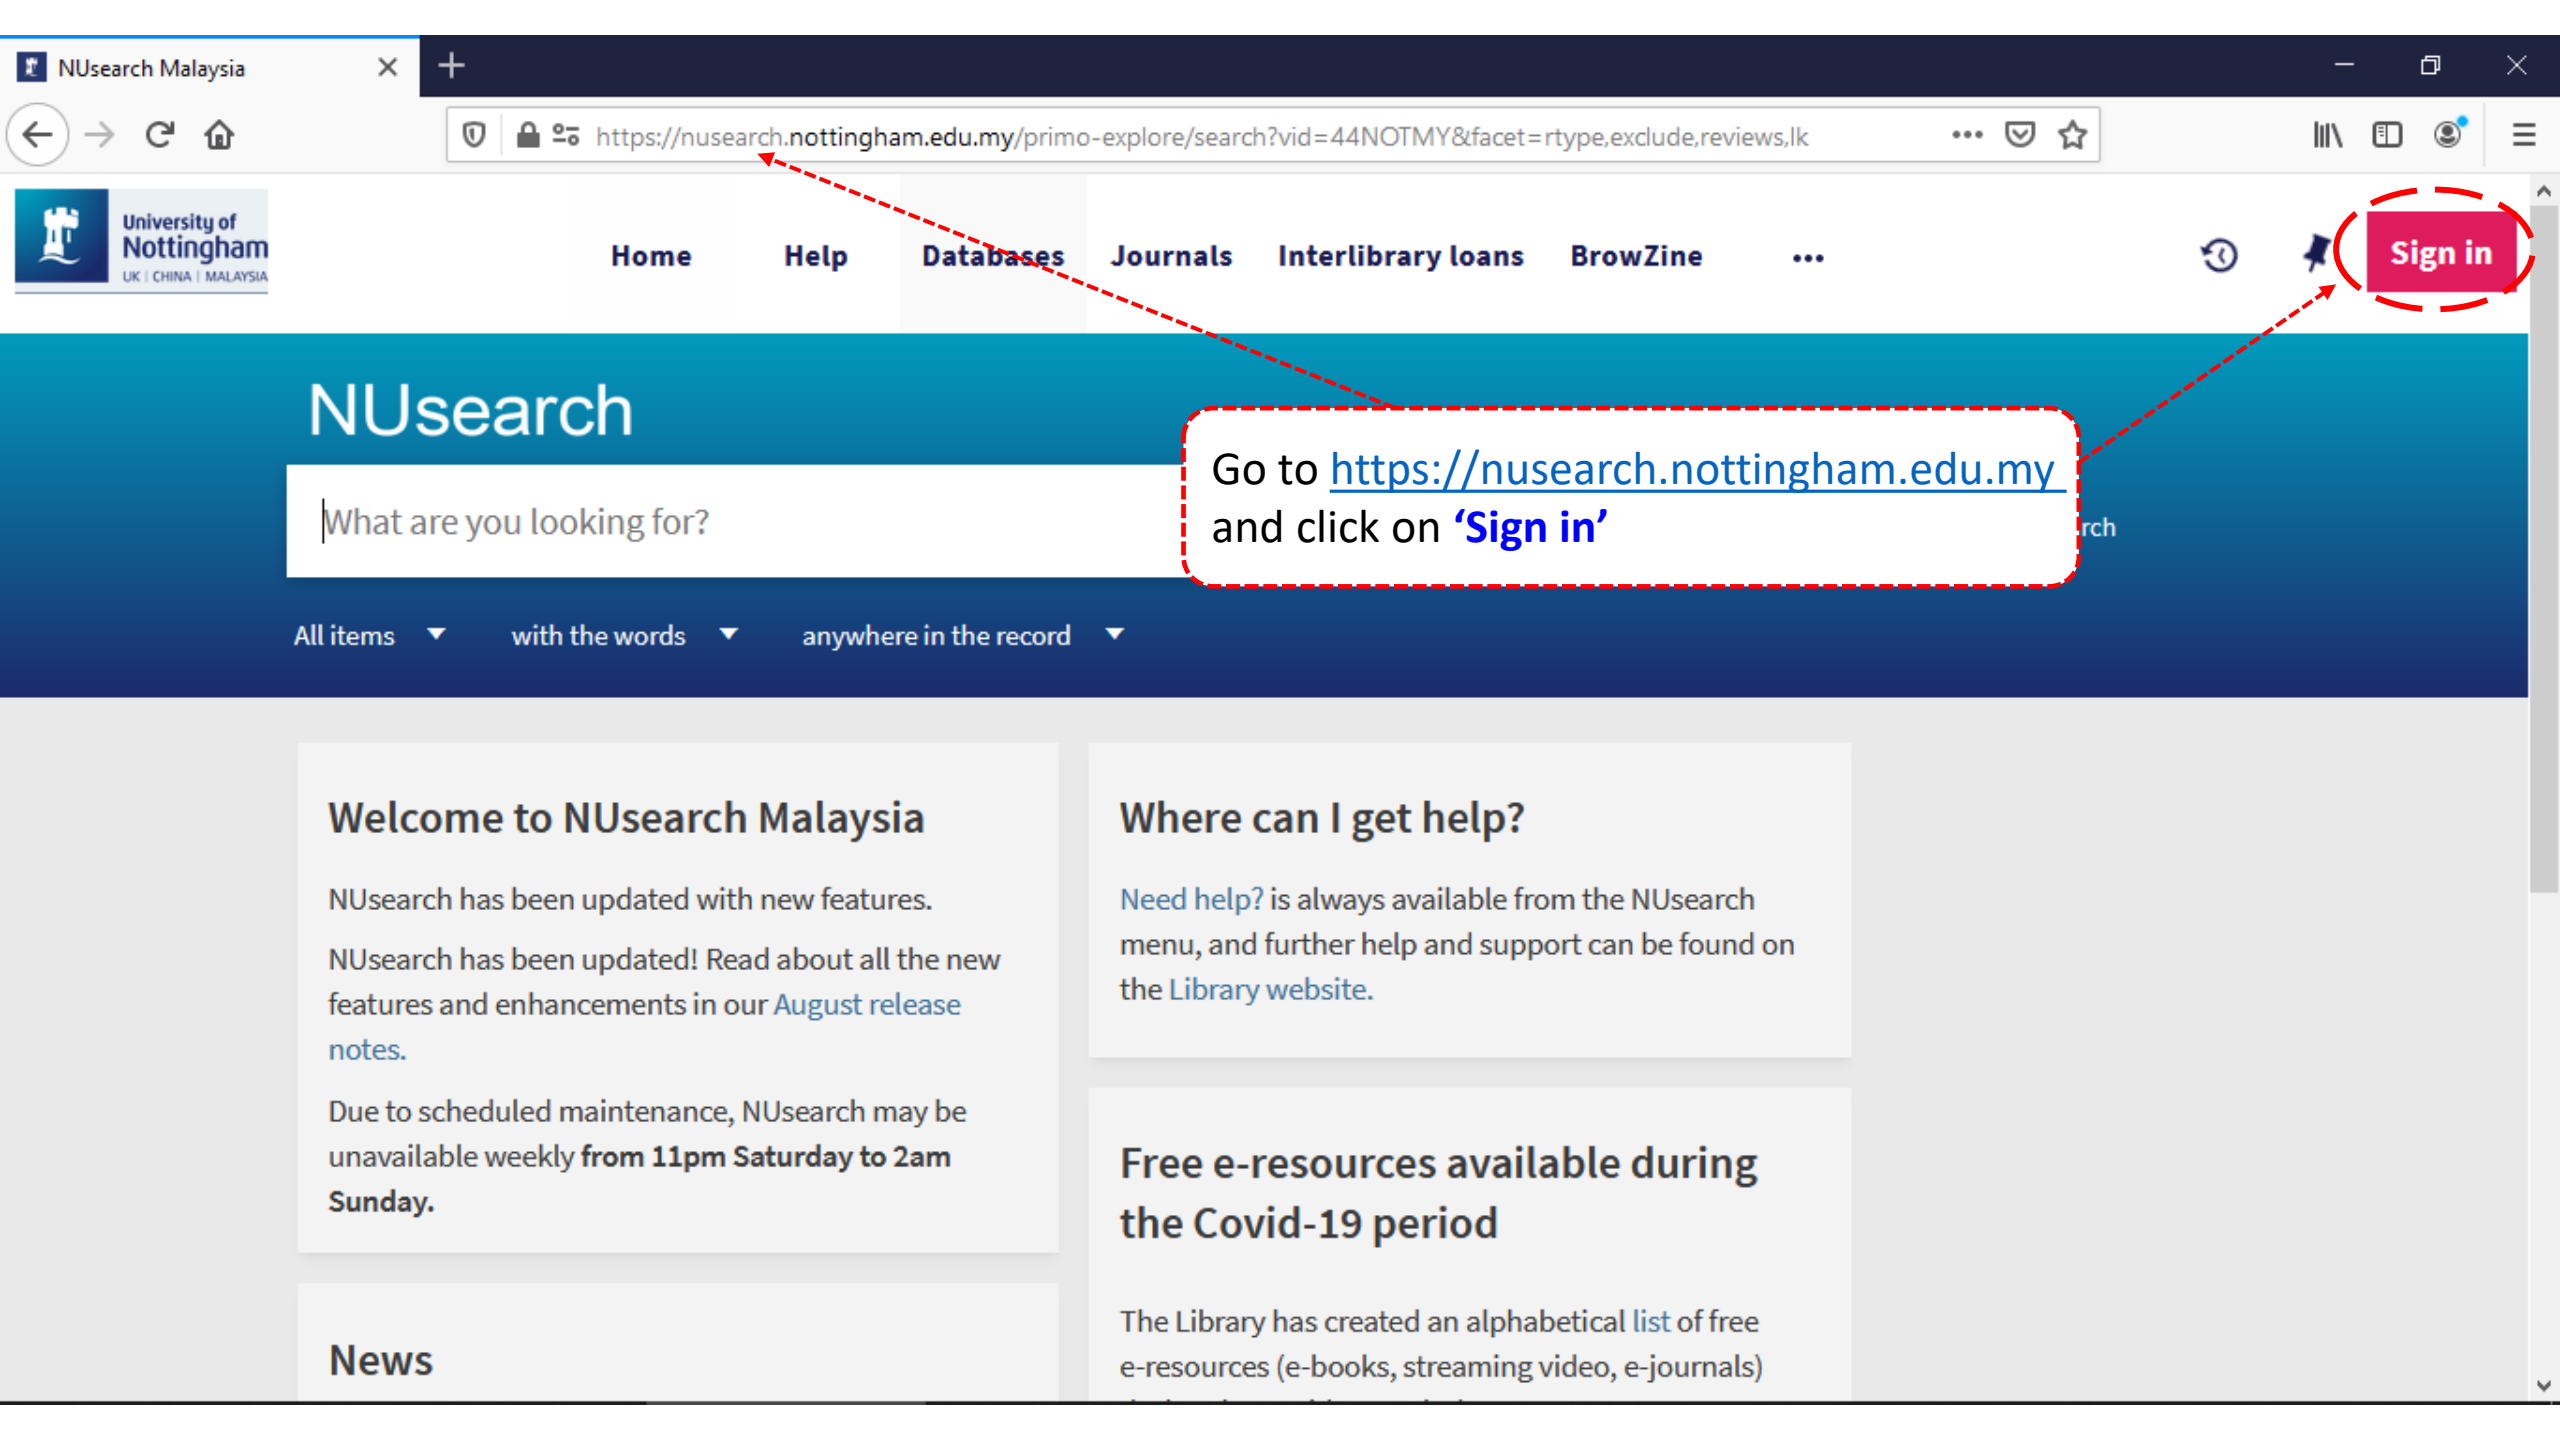 NUsearch Malaysia
https://nusearch.nottingham.edu.my/primo-explore/search?vid=44NOTMY&facet=rtype,exclude,reviews,lk
University of
Nottingham
UK | CHINA | MALAYSIA
Home Help Databases Journals Interlibrary loans BrowZine ...
Sign in
NUsearch
Go to https://nusearch.nottingham.edu.my
and click on ‘Sign in’
What are you looking for?
rch
All items with the words anywhere in the record
Welcome to NUsearch Malaysia
NUsearch has been updated with new features.
NUsearch has been updated! Read about all the new
features and enhancements in our August release
notes.
Due to scheduled maintenance, NUsearch may be
unavailable weekly from 11pm Saturday to 2am
Sunday.
News
Where can I get help?
Need help? is always available from the NUsearch
menu, and further help and support can be found on
the Library website.
Free e-resources available during
the Covid-19 period
The Library has created an alphabetical list of free
e-resources (e-books, streaming video, e-journals)